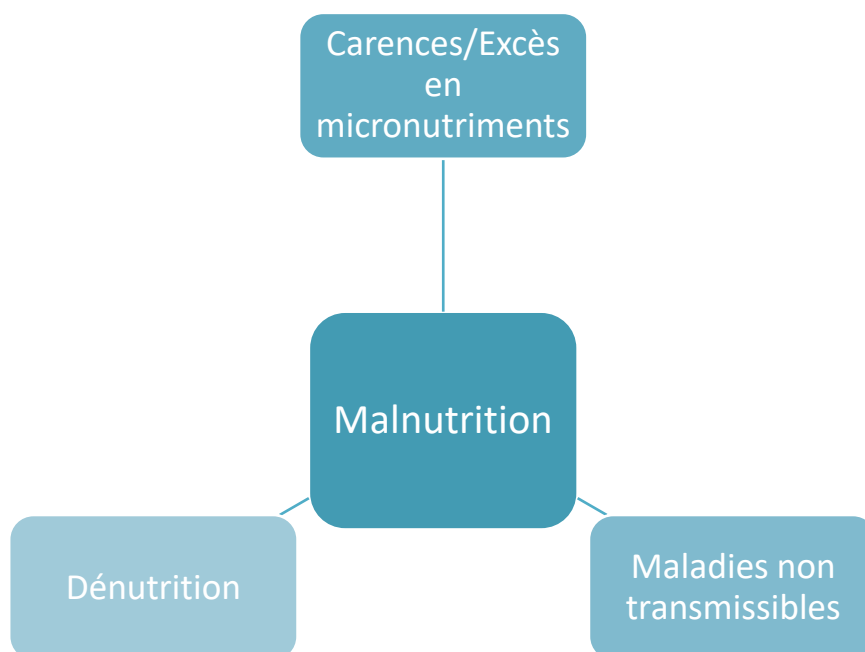 Carences/Excès
en
micronutriments
Malnutrition
Dénutrition
Maladies non
transmissibles